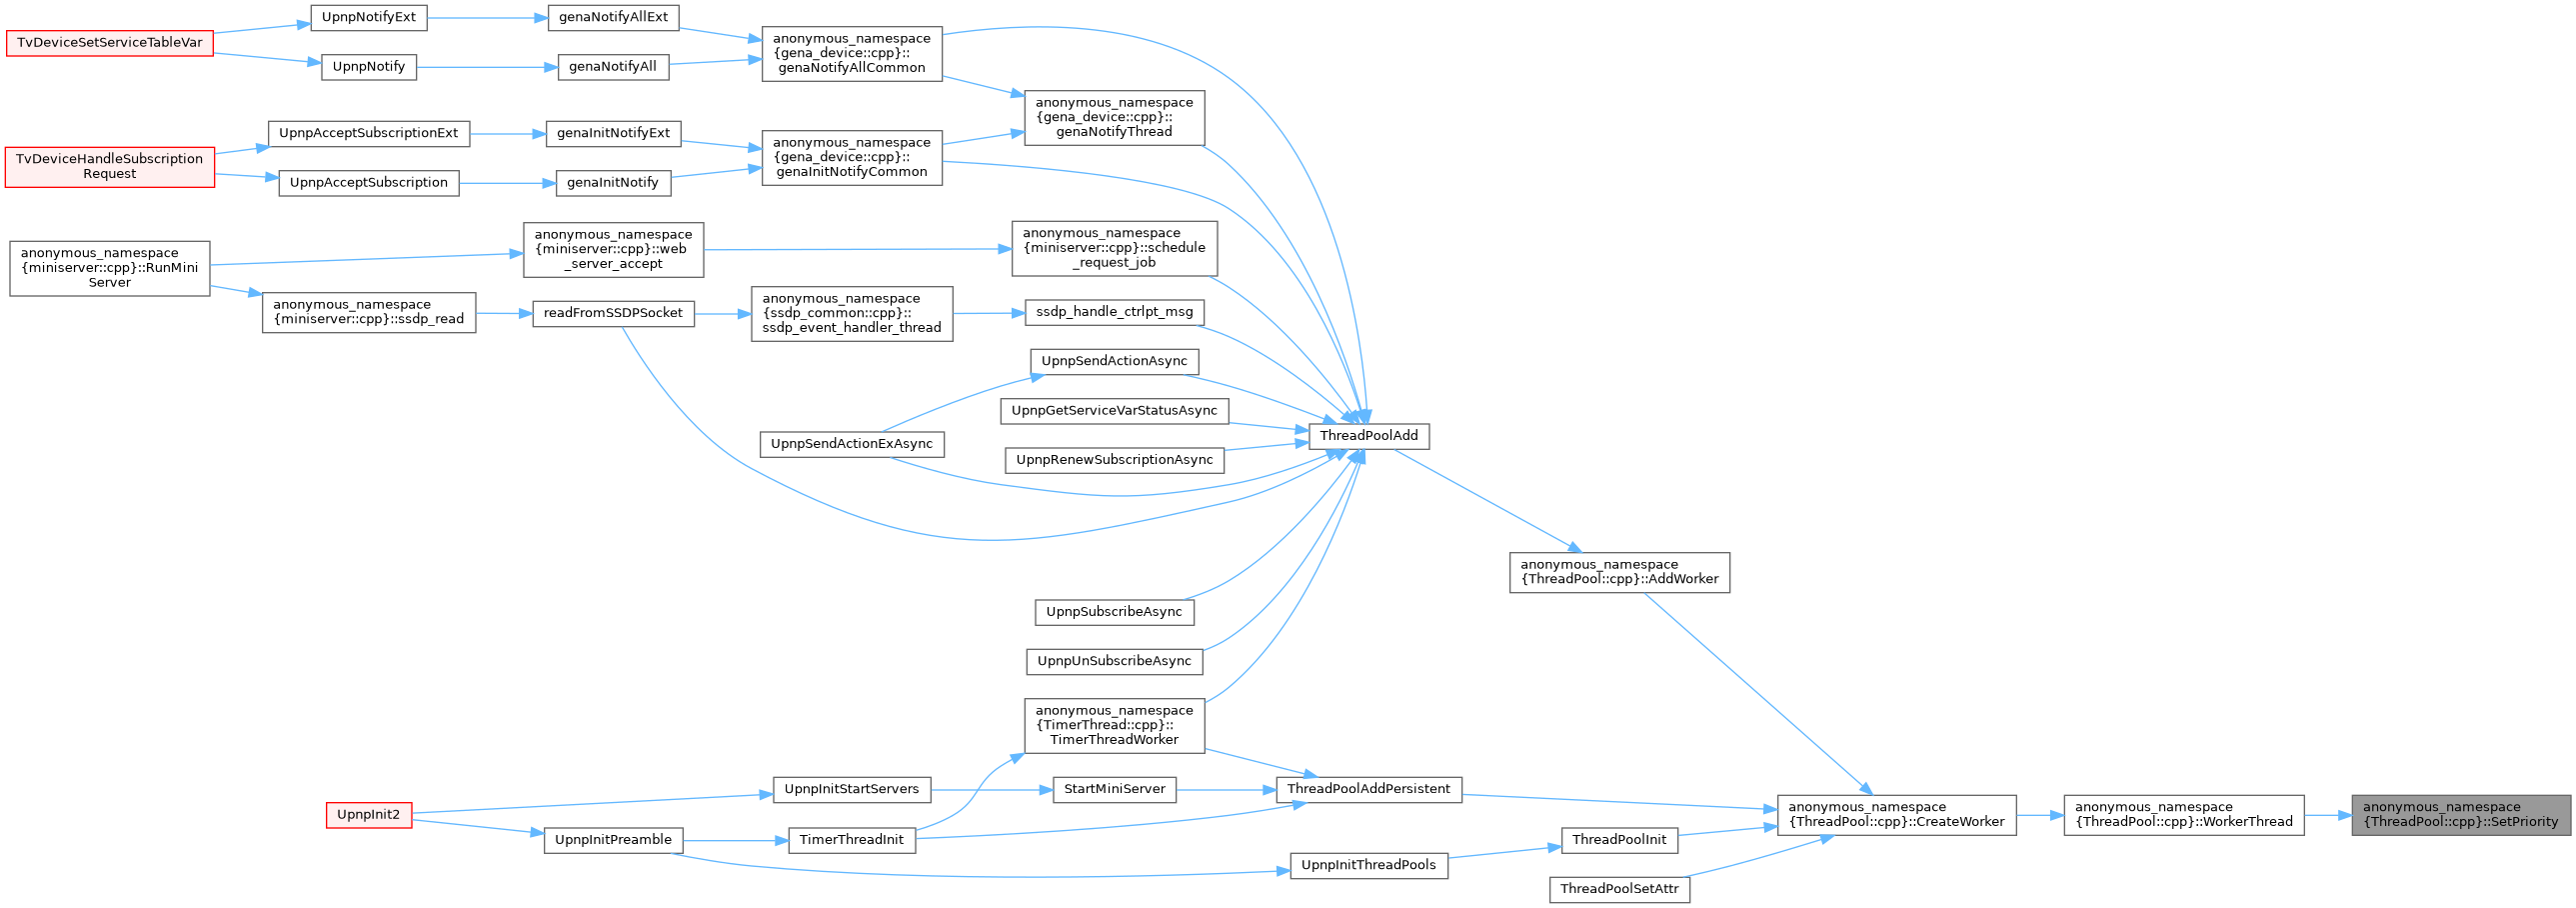 UpnpNotifyExt
genaNotifyAllExt
TvDeviceSetServiceTableVar
UpnpNotify
genaNotifyAll
anonymous_namespace
{gena_device::cpp}::
genaNotifyAllCommon
anonymous_namespace
{gena_device::cpp}::
genaNotifyThread
UpnpAcceptSubscriptionExt
genaInitNotifyExt
TvDeviceHandleSubscription
Request
UpnpAcceptSubscription
genaInitNotify
anonymous_namespace
{gena_device::cpp}::
genaInitNotifyCommon
anonymous_namespace
{miniserver::cpp}::RunMini
Server
anonymous_namespace
{miniserver::cpp}::web
_server_accept
anonymous_namespace
{miniserver::cpp}::schedule
_request_job
anonymous_namespace
{miniserver::cpp}::ssdp_read
readFromSSDPSocket
anonymous_namespace
{ssdp_common::cpp}::
ssdp_event_handler_thread
ssdp_handle_ctrlpt_msg
UpnpSendActionAsync
UpnpGetServiceVarStatusAsync
UpnpSendActionExAsync
UpnpRenewSubscriptionAsync
ThreadPoolAdd
anonymous_namespace
{ThreadPool::cpp}::AddWorker
UpnpSubscribeAsync
UpnpUnSubscribeAsync
anonymous_namespace
{TimerThread::cpp}::
TimerThreadWorker
UpnpInitStartServers
StartMiniServer
ThreadPoolAddPersistent
UpnpInit2
UpnpInitPreamble
TimerThreadInit
ThreadPoolInit
UpnpInitThreadPools
ThreadPoolSetAttr
anonymous_namespace
{ThreadPool::cpp}::CreateWorker
anonymous_namespace
{ThreadPool::cpp}::WorkerThread
anonymous_namespace
{ThreadPool::cpp}::SetPriority